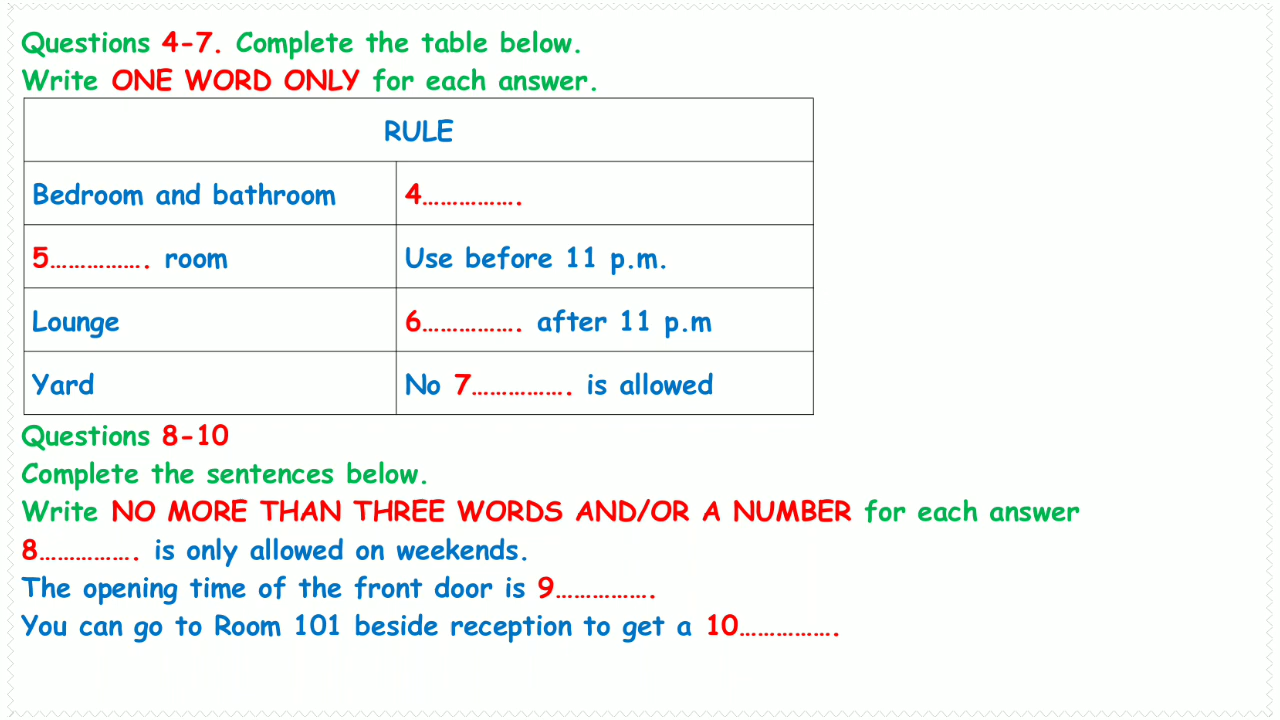 Questions 4-7. Complete the table below.
Write ONE WORD ONLY for each answer.
RULE
Bedroom and bathroom 4…………….
5……………. room Use before 11 p.m.
Lounge 6……………. after 11 p.m
Yard No 7……………. is allowed
Questions 8-10
Complete the sentences below.
Write NO MORE THAN THREE WORDS AND/OR A NUMBER for each answer
8……………. is only allowed on weekends.
The opening time of the front door is 9…………….
You can go to Room 101 beside reception to get a 10…………….